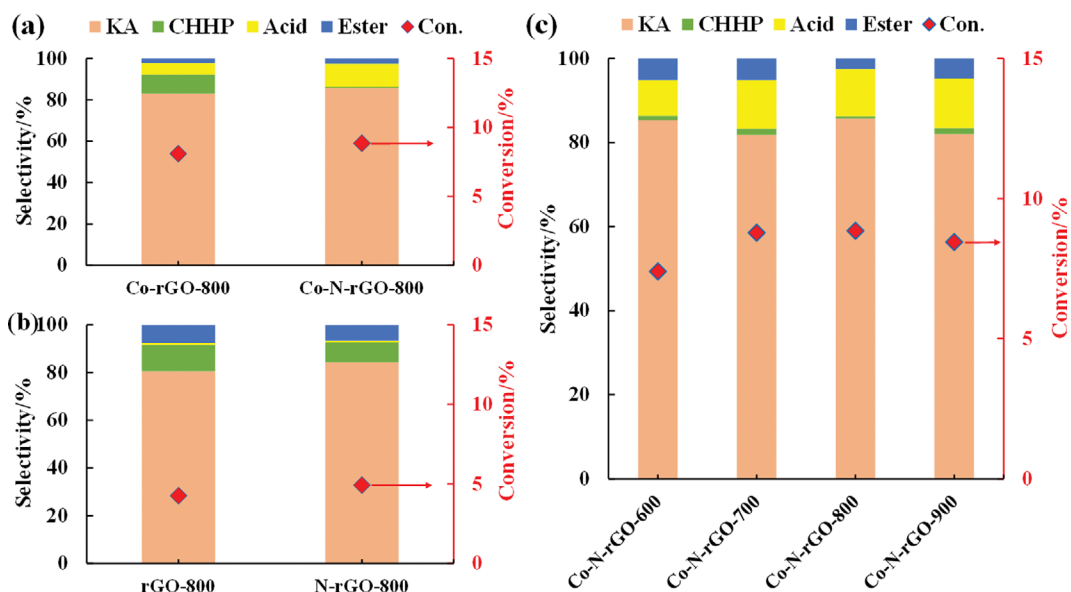 (a)
KA CHHP Acid Ester Con.
100
80
60
40
20
0
Selectivity/%
15
10
5
0
Conversion/%
Co-rGO-800 Co-N-rGO-800
(b)
100
80
60
40
20
0
Selectivity/%
15
10
5
0
Conversion/%
rGO-800 N-rGO-800
(c)
KA CHHP Acid Ester Con.
100
80
60
40
20
0
Selectivity/%
15
10
5
0
Conversion/%
Co-N-rGO-600
Co-N-rGO-700
Co-N-rGO-800
Co-N-rGO-900